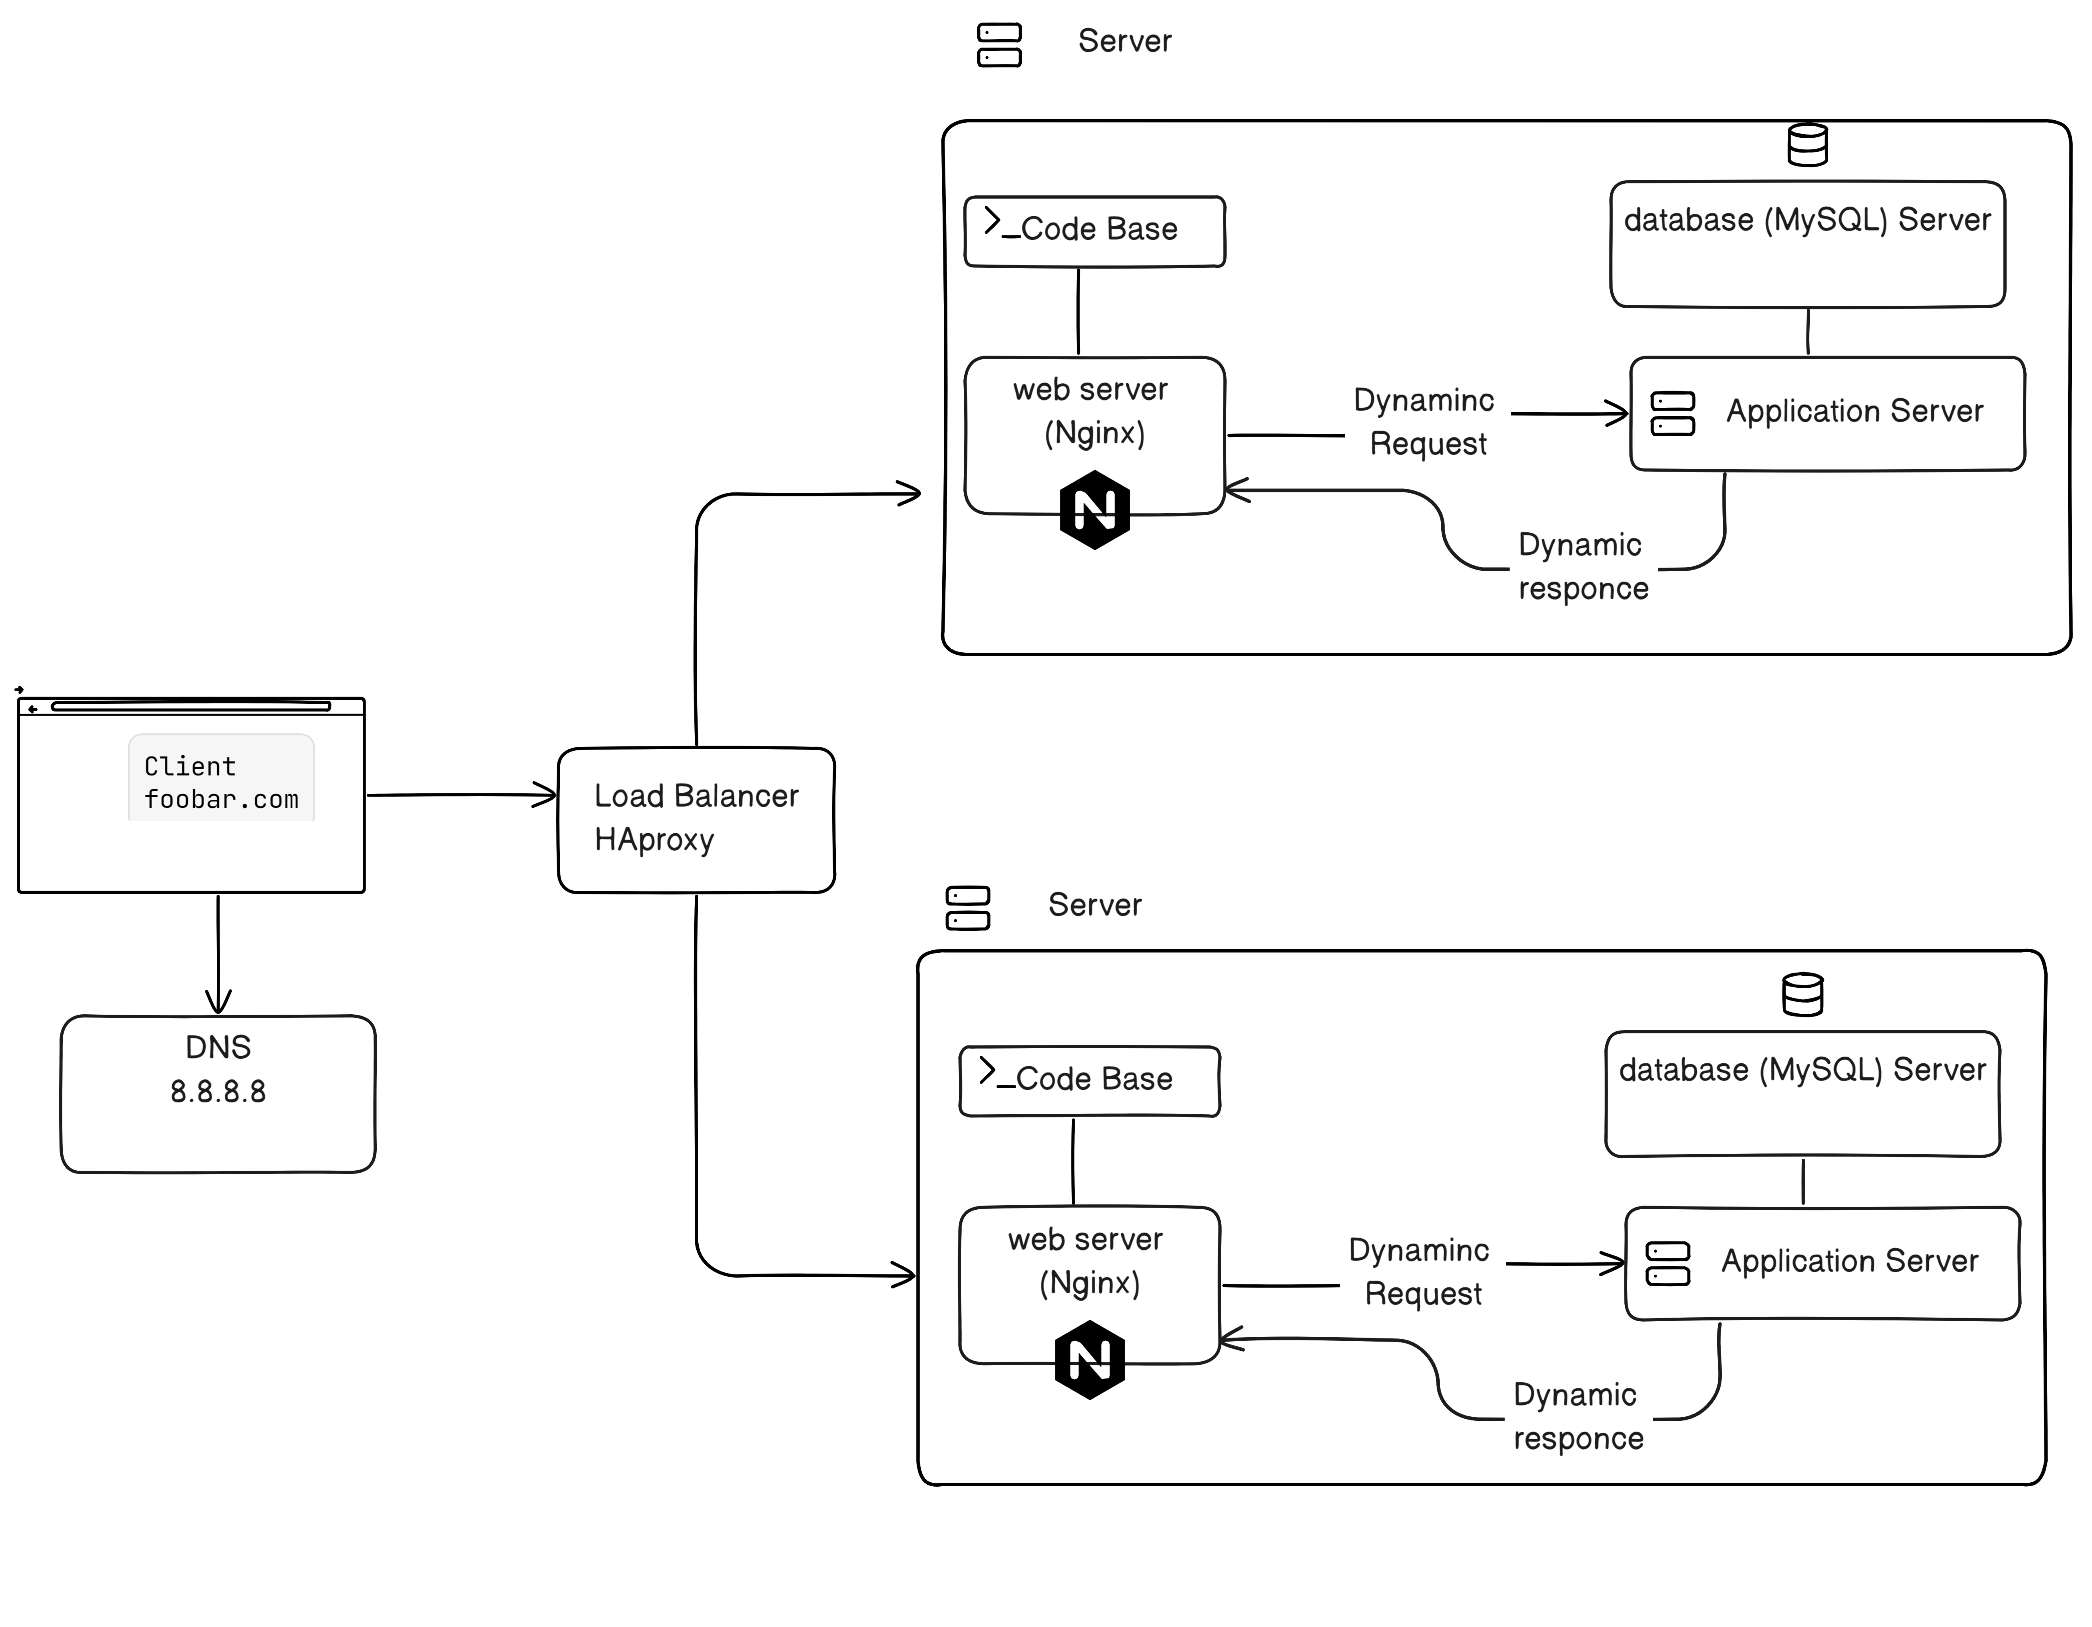 Server
>_Code Base
database (MySQL) Server
web server
(Nginx)
N
Dynaminc
Request
Application Server
Dynamic
responce
Client
foobar.com
Load Balancer
HAproxy
DNS
8.8.8.8
Server
>_Code Base
database (MySQL) Server
web server
(Nginx)
N
Dynaminc
Request
Application Server
Dynamic
responce